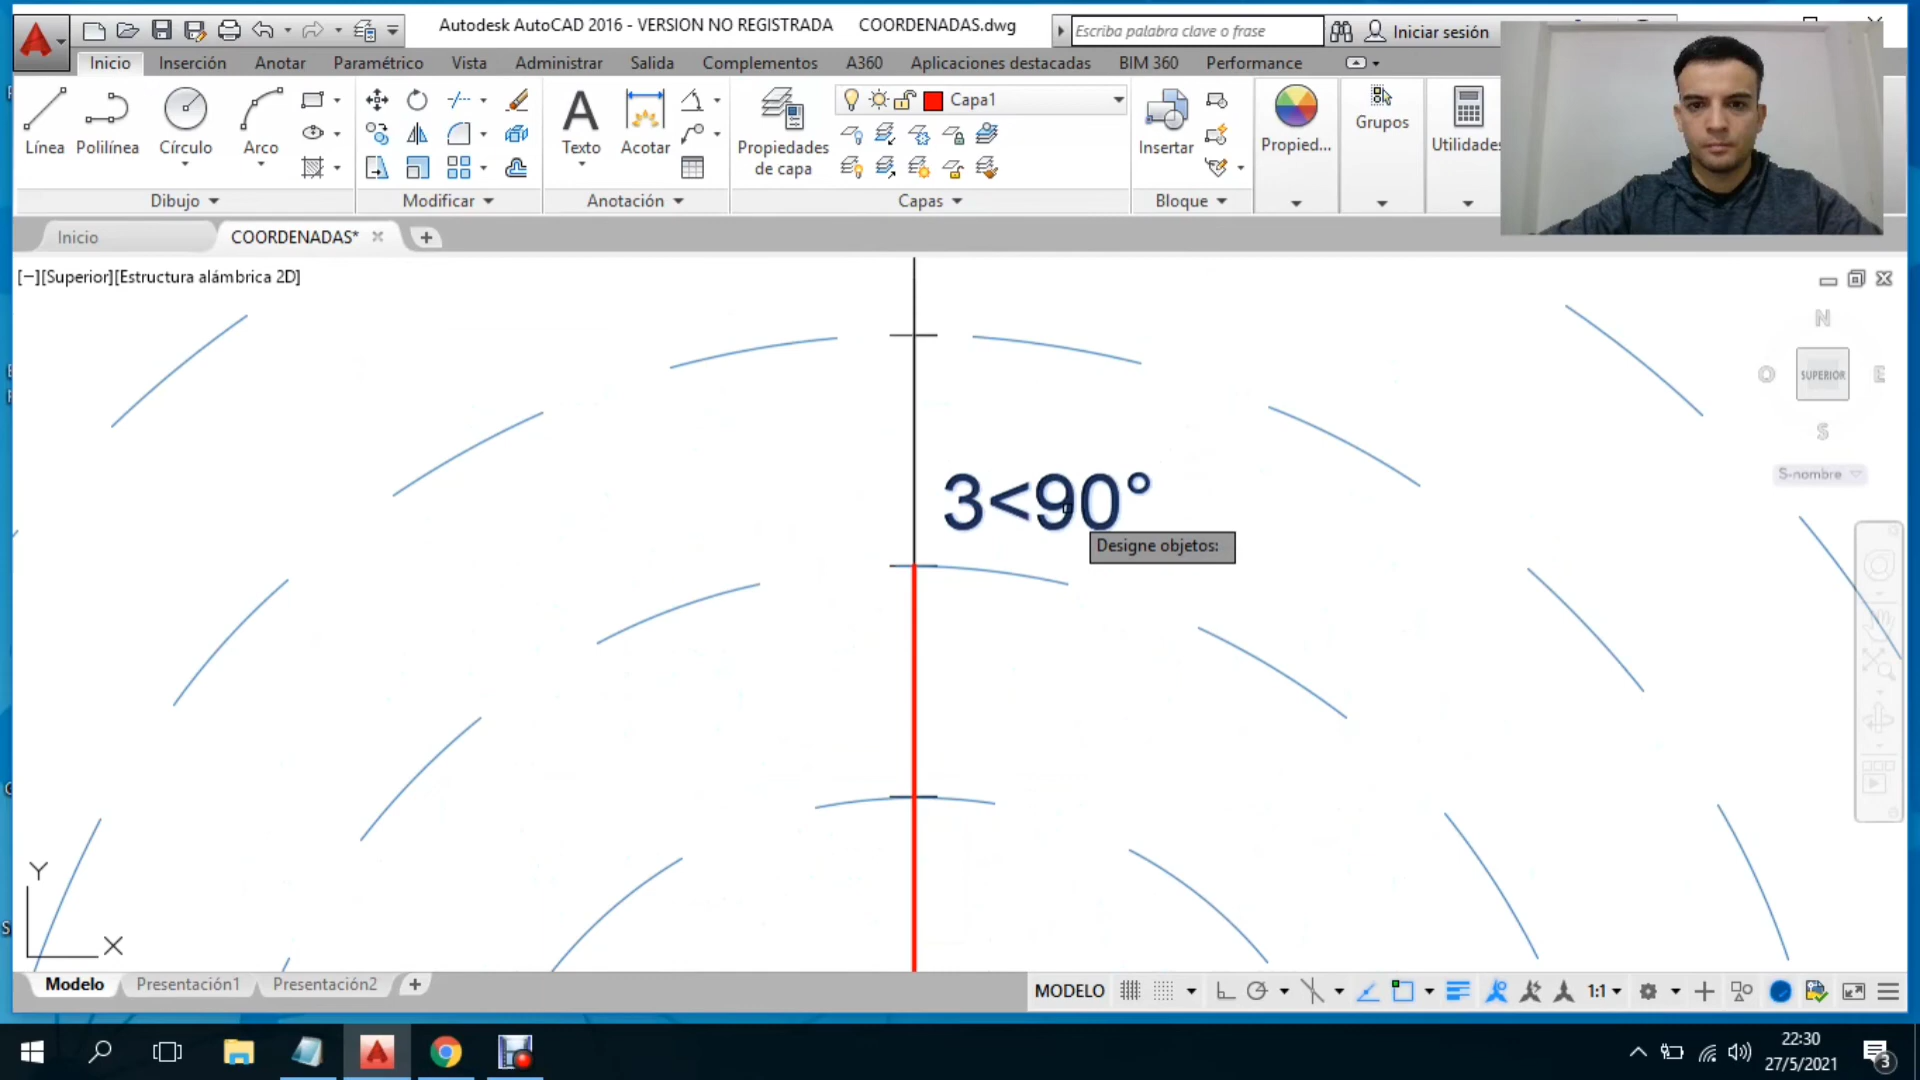 Autodesk AutoCAD 2016 - VERSION NO REGISTRADA COORDENADAS.dwg
Escriba palabra clave o frase
Iniciar sesión
Inicio Inserción Anotar Paramétrico Vista Administrar Salida Complementos A360 Aplicaciones destacadas BIM 360 Performance
Línea Polilínea Círculo Arco
A Texto Acotar
Propiedades
de capa
Capa1
Insertar
Propied...
Grupos
Utilidades
Dibujo Modificar Anotación Capas Bloque
Inicio COORDENADAS*
[−][Superior][Estructura alámbrica 2D]
N
O SUPERIOR E
S
S-nombre
3<90°
Designe objetos:
Y
X
Modelo Presentación1 Presentación2
MODELO 1:1
22:30
27/5/2021
3